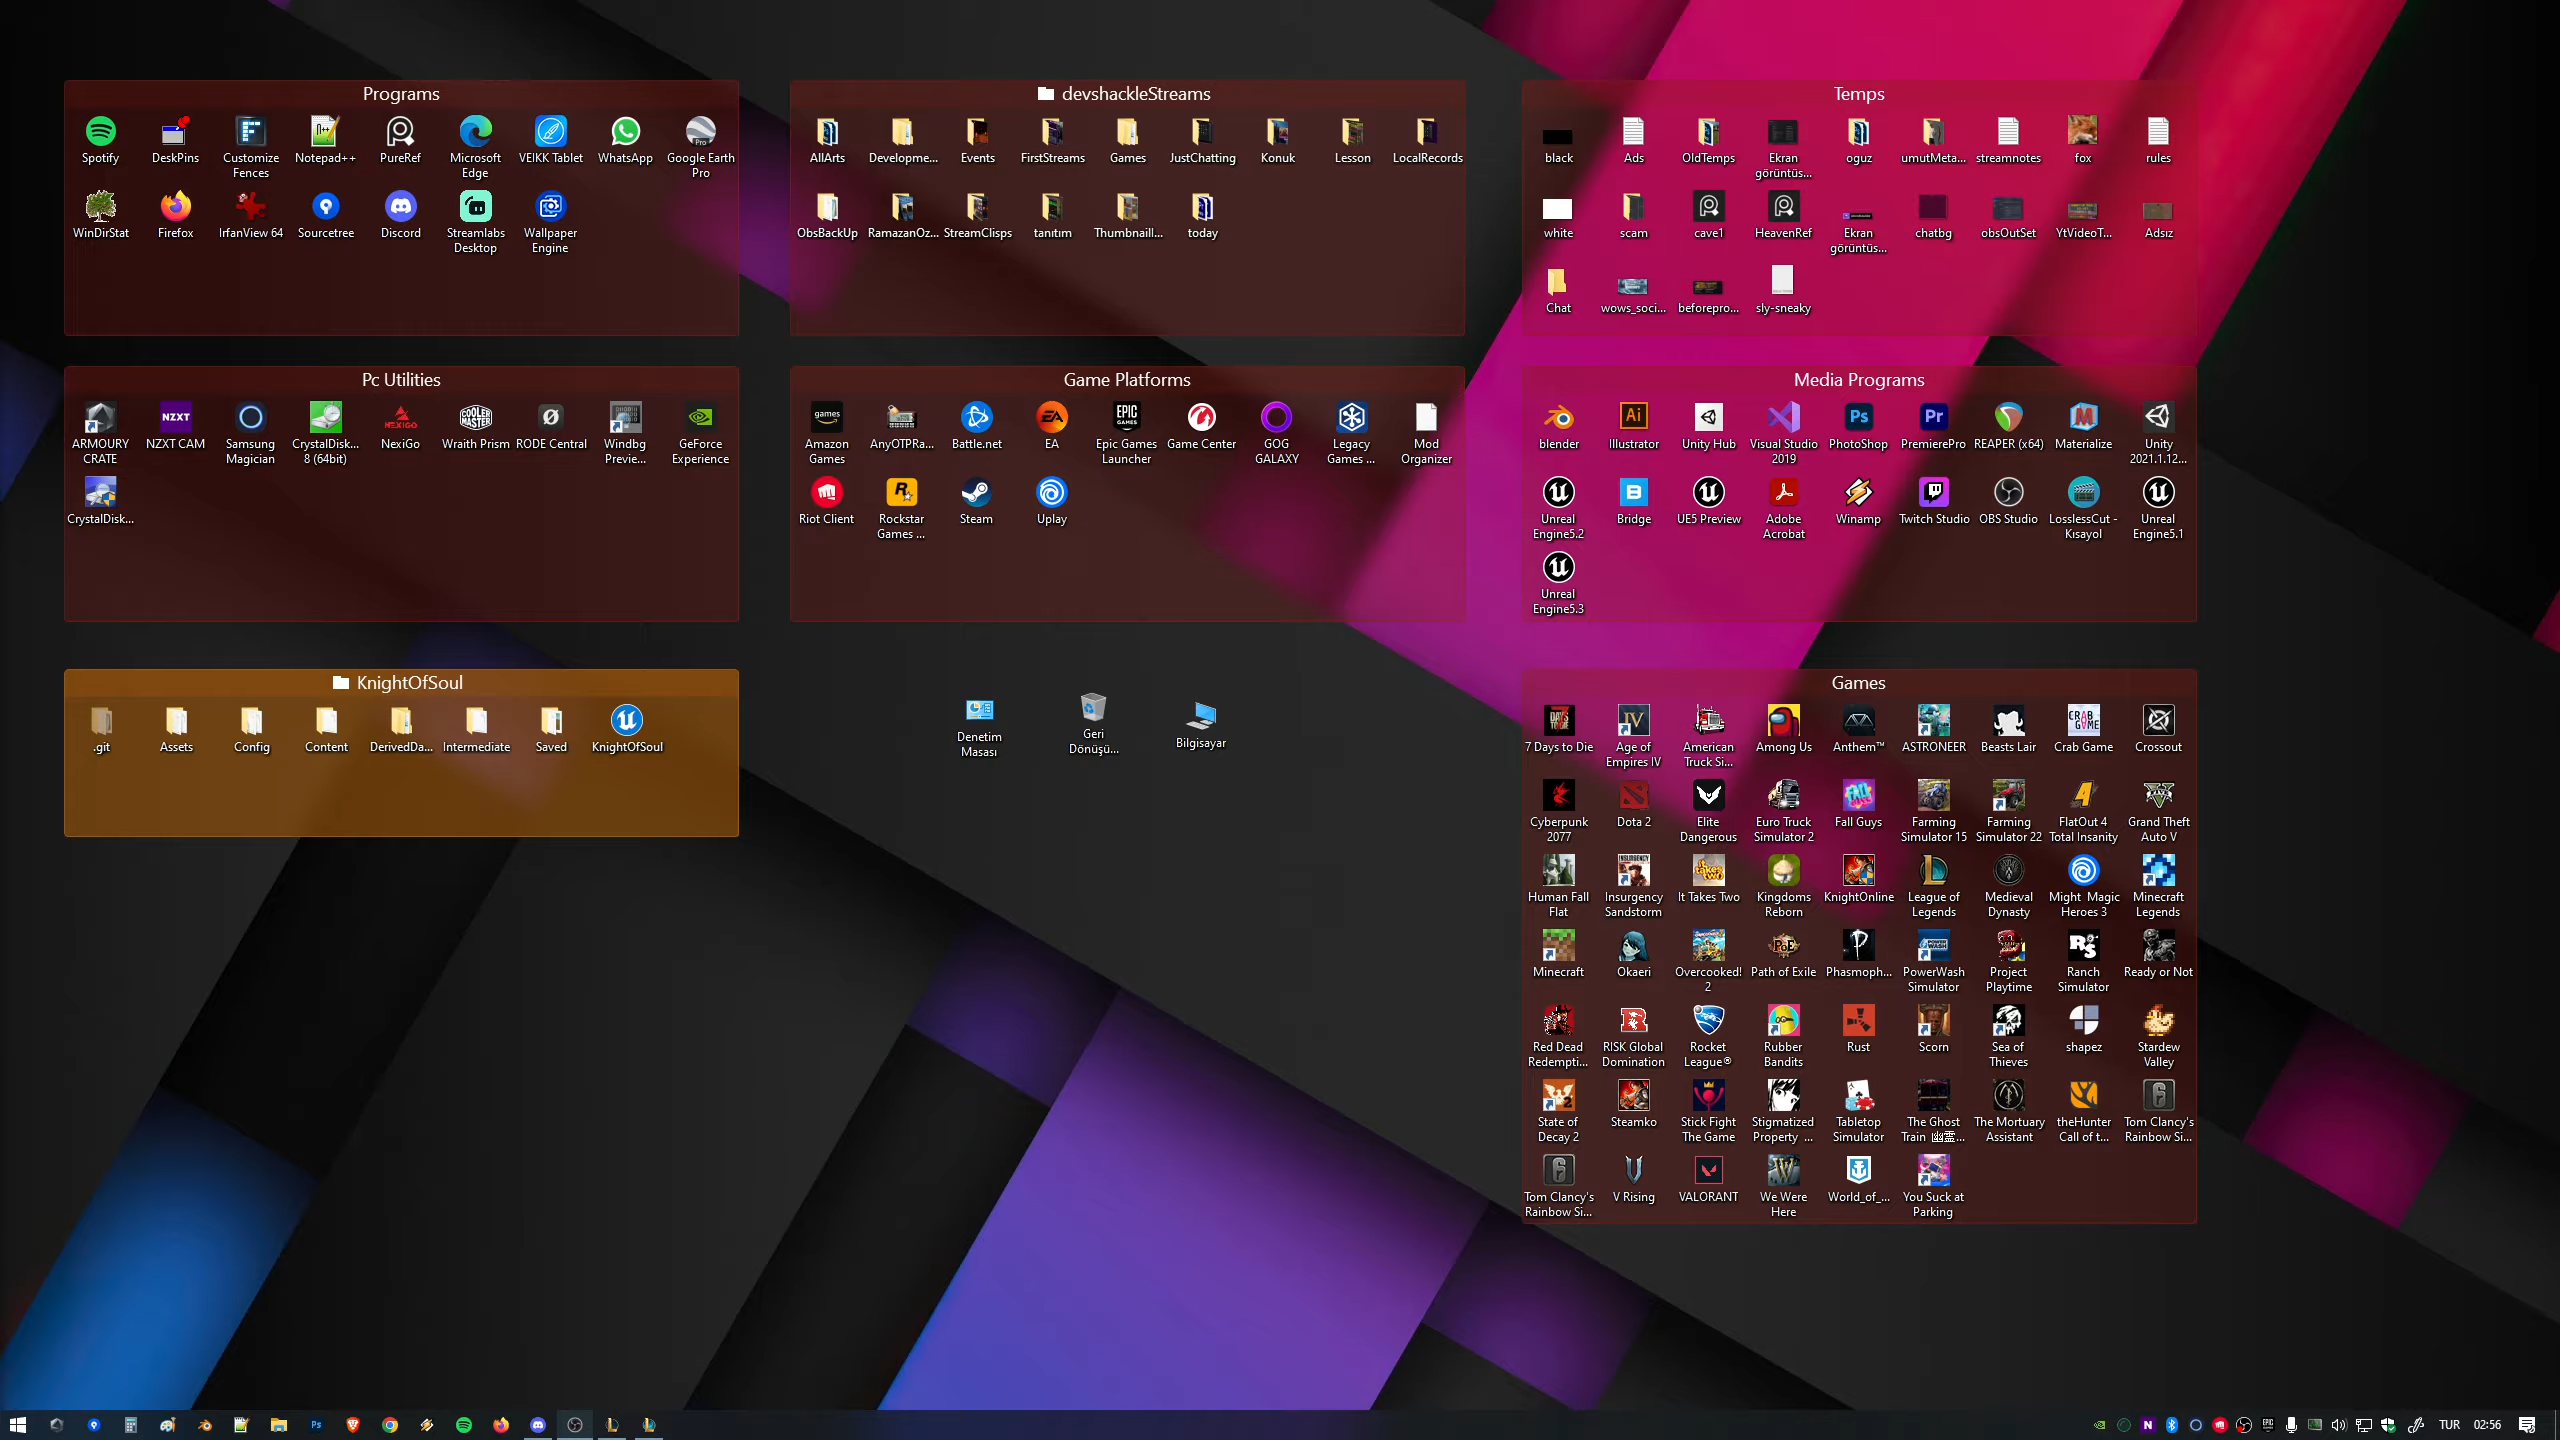 Programs
Spotify
DeskPins
Customize
Fences
Notepad++
PureRef
Microsoft
Edge
VEIKK Tablet
WhatsApp
Google Earth
Pro
WinDirStat
Firefox
IrfanView 64
Sourcetree
Discord
Streamlabs
Desktop
Wallpaper
Engine
devshackleStreams
AllArts
Developme...
Events
FirstStreams
Games
JustChatting
Konuk
Lesson
LocalRecords
ObsBackUp
RamazanOz...
StreamClisps
tanıtım
Thumbnaill...
today
Temps
black
Ads
OldTemps
Ekran
görüntüs...
oguz
umutMeta...
streamnotes
fox
rules
white
scam
cave1
HeavenRef
Ekran
görüntüs...
chatbg
obsOutSet
YtVideoT...
Adsız
Chat
wows_soci...
beforepro...
sly-sneaky
Pc Utilities
ARMOURY
CRATE
NZXT CAM
Samsung
Magician
CrystalDisk...
8 (64bit)
NexiGo
Wraith Prism
RODE Central
Windbg
Previe...
GeForce
Experience
CrystalDisk...
Game Platforms
Amazon
Games
AnyOTPRa...
Battle.net
EA
Epic Games
Launcher
Game Center
GOG
GALAXY
Legacy
Games ...
Mod
Organizer
Riot Client
Rockstar
Games ...
Steam
Uplay
Media Programs
blender
Illustrator
Unity Hub
Visual Studio
2019
PhotoShop
PremierePro
REAPER (x64)
Materialize
Unity
2021.1.12...
Unreal
Engine5.2
Bridge
UE5 Preview
Adobe
Acrobat
Winamp
Twitch Studio
OBS Studio
LosslessCut -
Kısayol
Unreal
Engine5.1
Unreal
Engine5.3
KnightOfSoul
.git
Assets
Config
Content
DerivedDa...
Intermediate
Saved
KnightOfSoul
Denetim
Masası
Geri
Dönüşü...
Bilgisayar
Games
7 Days to Die
Age of
Empires IV
American
Truck Si...
Among Us
Anthem™
ASTRONEER
Beasts Lair
Crab Game
Crossout
Cyberpunk
2077
Dota 2
Elite
Dangerous
Euro Truck
Simulator 2
Fall Guys
Farming
Simulator 15
Farming
Simulator 22
FlatOut 4
Total Insanity
Grand Theft
Auto V
Human Fall
Flat
Insurgency
Sandstorm
It Takes Two
Kingdoms
Reborn
KnightOnline
League of
Legends
Medieval
Dynasty
Might  Magic
Heroes 3
Minecraft
Legends
Minecraft
Okaeri
Overcooked!
2
Path of Exile
Phasmoph...
PowerWash
Simulator
Project
Playtime
Ranch
Simulator
Ready or Not
Red Dead
Redempti...
RISK Global
Domination
Rocket
League®
Rubber
Bandits
Rust
Scorn
Sea of
Thieves
shapez
Stardew
Valley
State of
Decay 2
Steamko
Stick Fight
The Game
Stigmatized
Property ...
Tabletop
Simulator
The Ghost
Train 幽霊...
The Mortuary
Assistant
theHunter
Call of t...
Tom Clancy's
Rainbow Si...
Tom Clancy's
Rainbow Si...
V Rising
VALORANT
We Were
Here
World_of_...
You Suck at
Parking
TUR
02:56